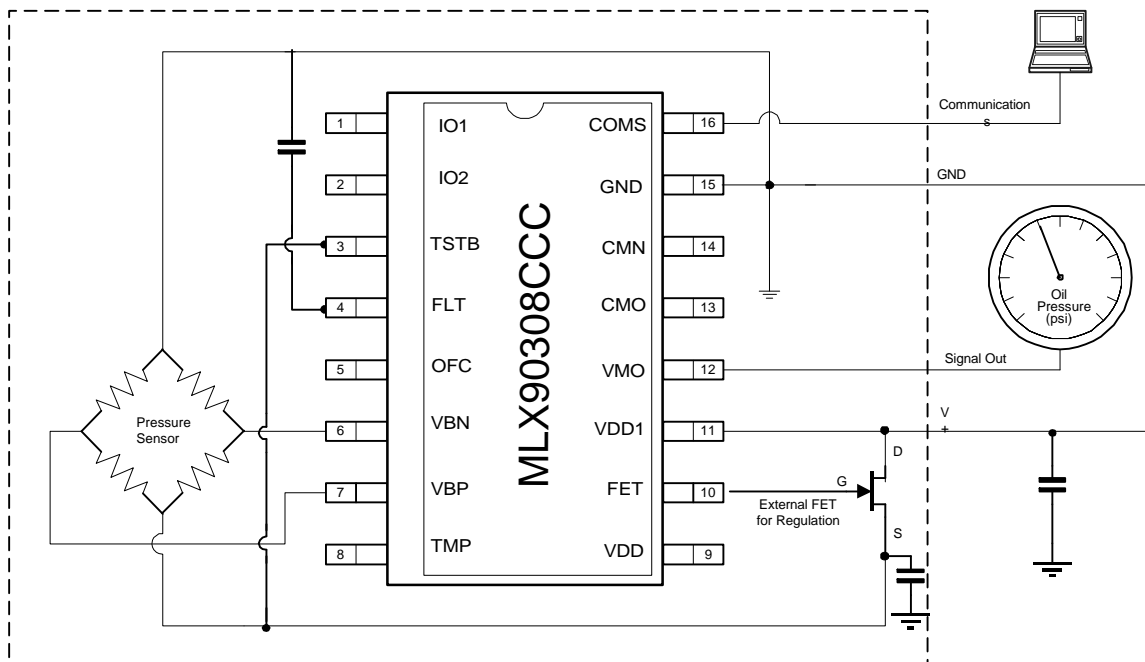 Communication
s
GND
Oil
Pressure
(psi)
Signal Out
V
+
1 IO1
2 IO2
3 TSTB
4 FLT
5 OFC
6 VBN
7 VBP
8 TMP
MLX90308CCC
COMS 16
GND 15
CMN 14
CMO 13
VMO 12
VDD1 11
FET 10
VDD 9
Pressure
Sensor
D
G
S
External FET
for Regulation